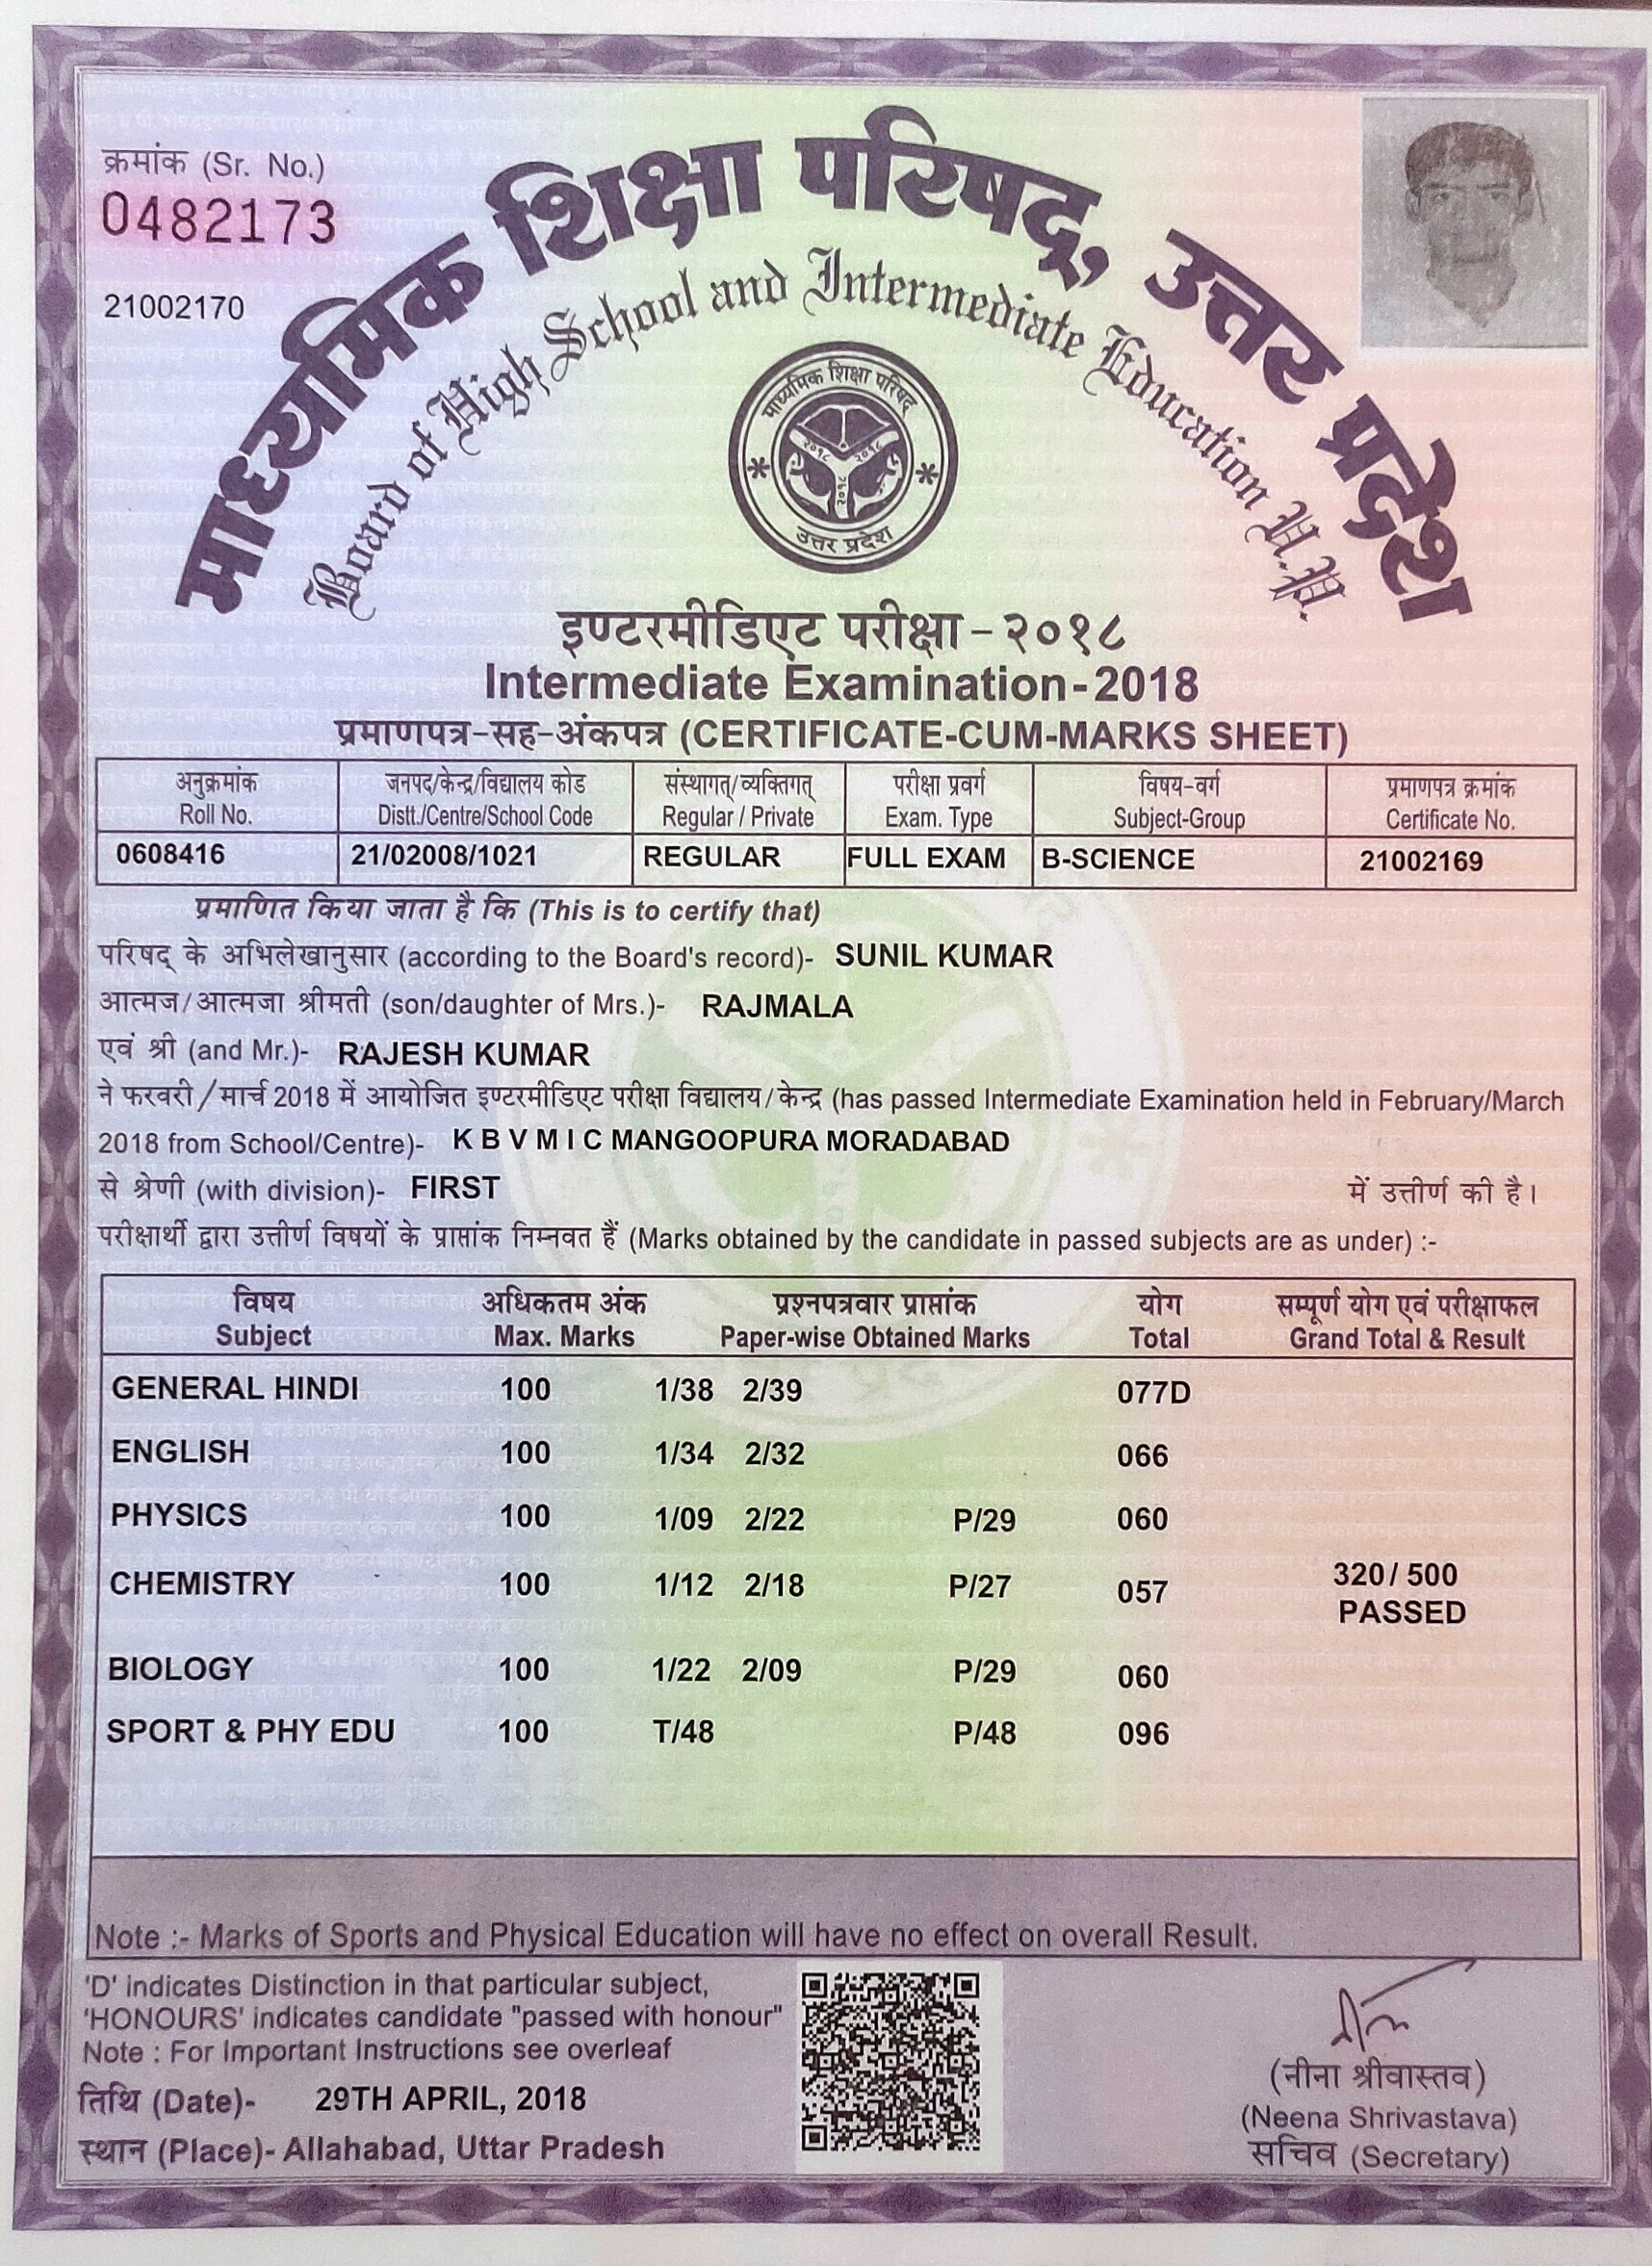 क्रमांक (Sr. No.)
0482173
21002170
माध्यमिक शिक्षा परिषद्, उत्तर प्रदेश
Board of High School and Intermediate Education U.P.
माध्यमिक शिक्षा परिषद्
२०१८ २०१८
२०१८
उत्तर प्रदेश
इण्टरमीडिएट परीक्षा - २०१८
Intermediate Examination - 2018
प्रमाणपत्र-सह-अंकपत्र (CERTIFICATE-CUM-MARKS SHEET)
अनुक्रमांक जनपद/केन्द्र/विद्यालय कोड संस्थागत्/व्यक्तिगत् परीक्षा प्रवर्ग विषय-वर्ग प्रमाणपत्र क्रमांक
Roll No. Distt./Centre/School Code Regular / Private Exam. Type Subject-Group Certificate No.
0608416 21/02008/1021 REGULAR FULL EXAM B-SCIENCE 21002169
प्रमाणित किया जाता है कि (This is to certify that)
परिषद् के अभिलेखानुसार (according to the Board's record)- SUNIL KUMAR
आत्मज/आत्मजा श्रीमती (son/daughter of Mrs.)- RAJMALA
एवं श्री (and Mr.)- RAJESH KUMAR
ने फरवरी/मार्च 2018 में आयोजित इण्टरमीडिएट परीक्षा विद्यालय/केन्द्र (has passed Intermediate Examination held in February/March
2018 from School/Centre)- K B V M I C MANGOOPURA MORADABAD
से श्रेणी (with division)- FIRST में उत्तीर्ण की है।
परीक्षार्थी द्वारा उत्तीर्ण विषयों के प्राप्तांक निम्नवत हैं (Marks obtained by the candidate in passed subjects are as under) :-
विषय अधिकतम अंक प्रश्नपत्रवार प्राप्तांक योग सम्पूर्ण योग एवं परीक्षाफल
Subject Max. Marks Paper-wise Obtained Marks Total Grand Total & Result
GENERAL HINDI 100 1/38 2/39 077D
ENGLISH 100 1/34 2/32 066
PHYSICS 100 1/09 2/22 P/29 060
CHEMISTRY 100 1/12 2/18 P/27 057 320/ 500
PASSED
BIOLOGY 100 1/22 2/09 P/29 060
SPORT & PHY EDU 100 T/48 P/48 096
Note :- Marks of Sports and Physical Education will have no effect on overall Result.
'D' indicates Distinction in that particular subject,
'HONOURS' indicates candidate "passed with honour"
Note : For Important Instructions see overleaf
तिथि (Date)- 29TH APRIL, 2018
स्थान (Place)- Allahabad, Uttar Pradesh
(नीना श्रीवास्तव)
(Neena Shrivastava)
सचिव (Secretary)